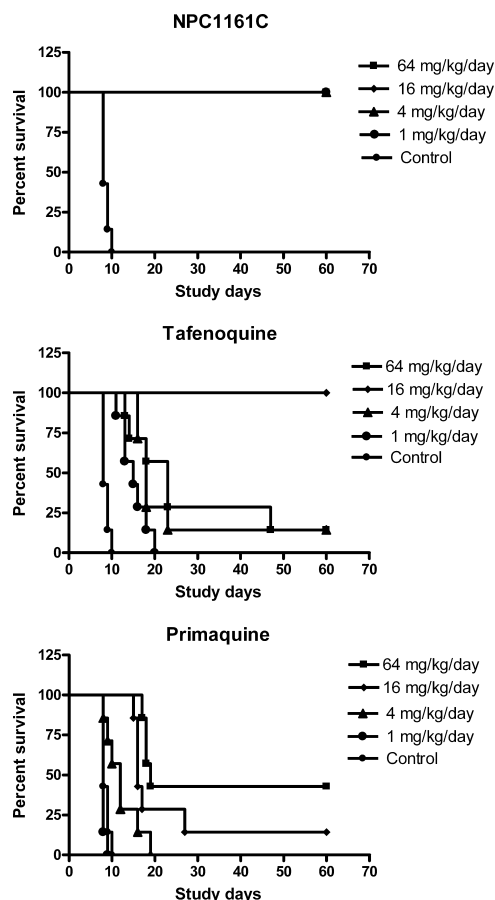 NPC1161C
125
100
75
50
25
0
Percent survival
0 10 20 30 40 50 60 70
Study days
64 mg/kg/day
16 mg/kg/day
4 mg/kg/day
1 mg/kg/day
Control
Tafenoquine
125
100
75
50
25
0
Percent survival
0 10 20 30 40 50 60 70
Study days
64 mg/kg/day
16 mg/kg/day
4 mg/kg/day
1 mg/kg/day
Control
Primaquine
125
100
75
50
25
0
Percent survival
0 10 20 30 40 50 60 70
Study days
64 mg/kg/day
16 mg/kg/day
4 mg/kg/day
1 mg/kg/day
Control